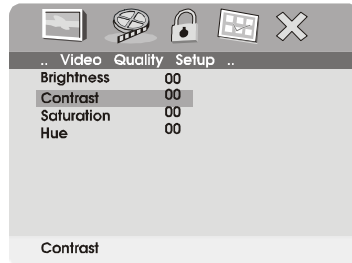 .. Video Quality Setup ..
Brightness 00
Contrast 00
Saturation 00
Hue 00
Contrast